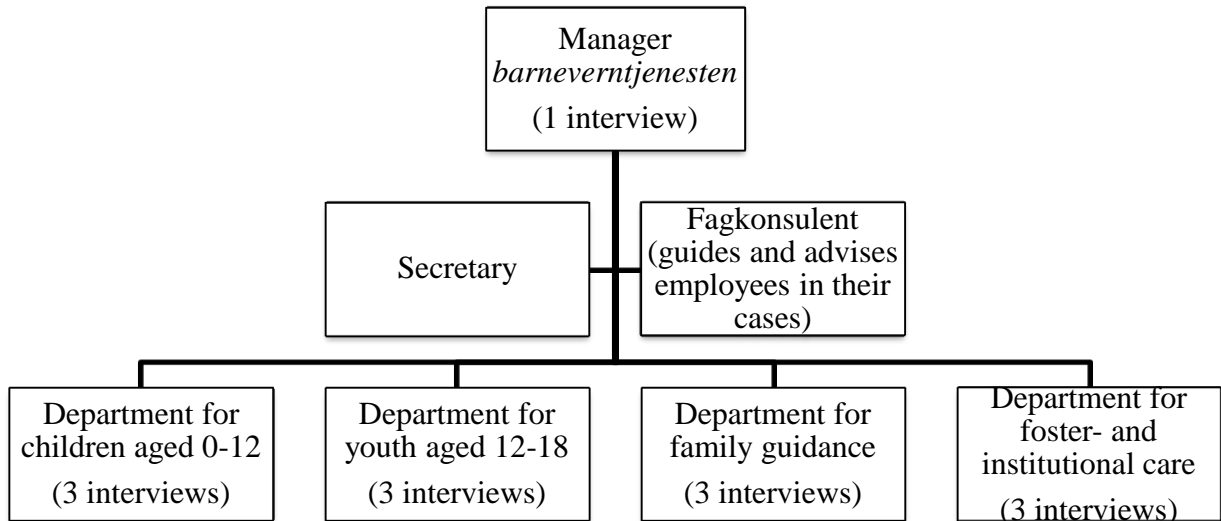 Manager
barneverntjenesten
(1 interview)
Secretary
Fagkonsulent
(guides and advises
employees in their
cases)
Department for
children aged 0-12
(3 interviews)
Department for
youth aged 12-18
(3 interviews)
Department for
family guidance
(3 interviews)
Department for
foster- and
institutional care
(3 interviews)